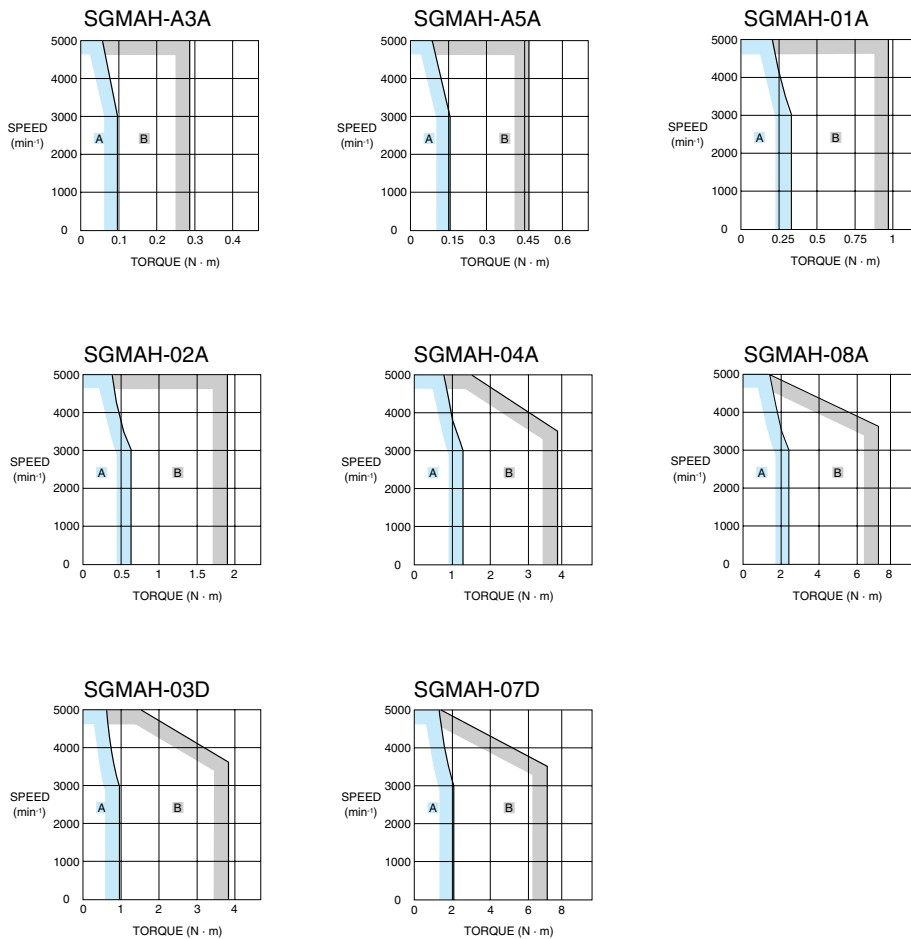 SGMAH-A3A
5000
4000
3000
SPEED
(min-1)
A
B
2000
1000
0
0 0.1 0.2 0.3 0.4
TORQUE (N · m)
SGMAH-A5A
5000
4000
3000
SPEED
(min-1)
A
B
2000
1000
0
0 0.15 0.3 0.45 0.6
TORQUE (N · m)
SGMAH-01A
5000
4000
3000
SPEED
(min-1)
A
B
2000
1000
0
0 0.25 0.5 0.75 1
TORQUE (N · m)
SGMAH-02A
5000
4000
3000
SPEED
(min-1)
A
B
2000
1000
0
0 0.5 1 1.5 2
TORQUE (N · m)
SGMAH-04A
5000
4000
3000
SPEED
(min-1)
A
B
2000
1000
0
0 1 2 3 4
TORQUE (N · m)
SGMAH-08A
5000
4000
3000
SPEED
(min-1)
A
B
2000
1000
0
0 2 4 6 8
TORQUE (N · m)
SGMAH-03D
5000
4000
3000
SPEED
(min-1)
A
B
2000
1000
0
0 1 2 3 4
TORQUE (N · m)
SGMAH-07D
5000
4000
3000
SPEED
(min-1)
A
B
2000
1000
0
0 2 4 6 8
TORQUE (N · m)